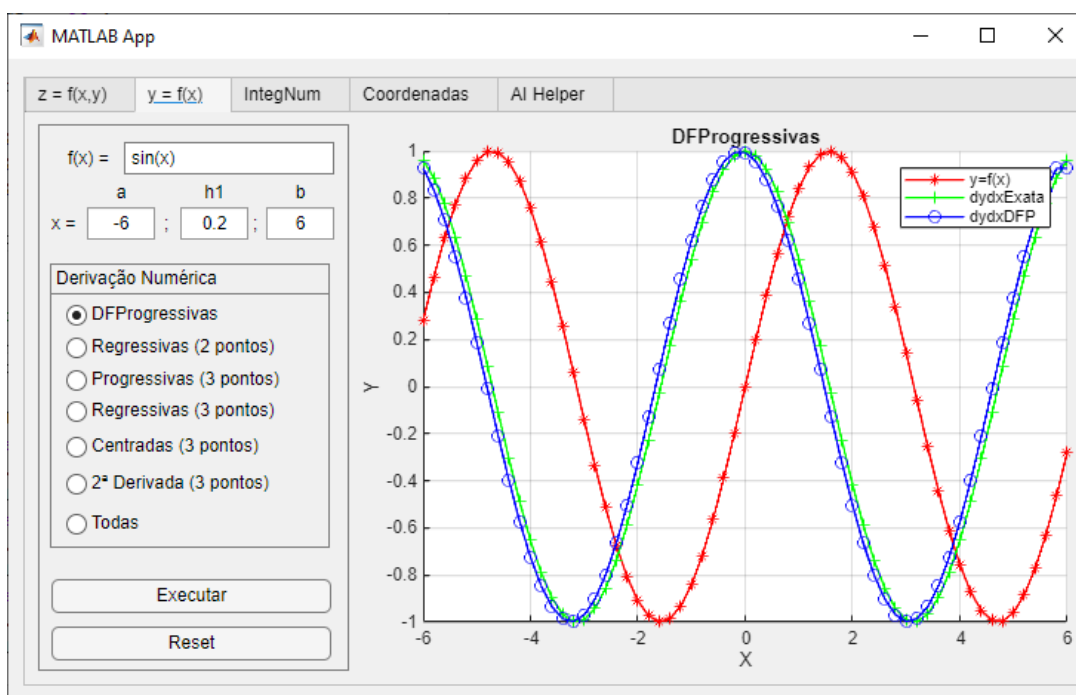 MATLAB App
z = f(x,y) y = f(x) IntegNum Coordenadas AI Helper
f(x) = sin(x)
a h1 b
x = -6 ; 0.2 ; 6
Derivação Numérica
DFProgressivas
Regressivas (2 pontos)
Progressivas (3 pontos)
Regressivas (3 pontos)
Centradas (3 pontos)
2ª Derivada (3 pontos)
Todas
Executar
Reset
DFProgressivas
1
0.8
0.6
0.4
0.2
0
-0.2
-0.4
-0.6
-0.8
-1
Y
-6 -4 -2 0 2 4 6
X
y=f(x)
dydxExata
dydxDFP